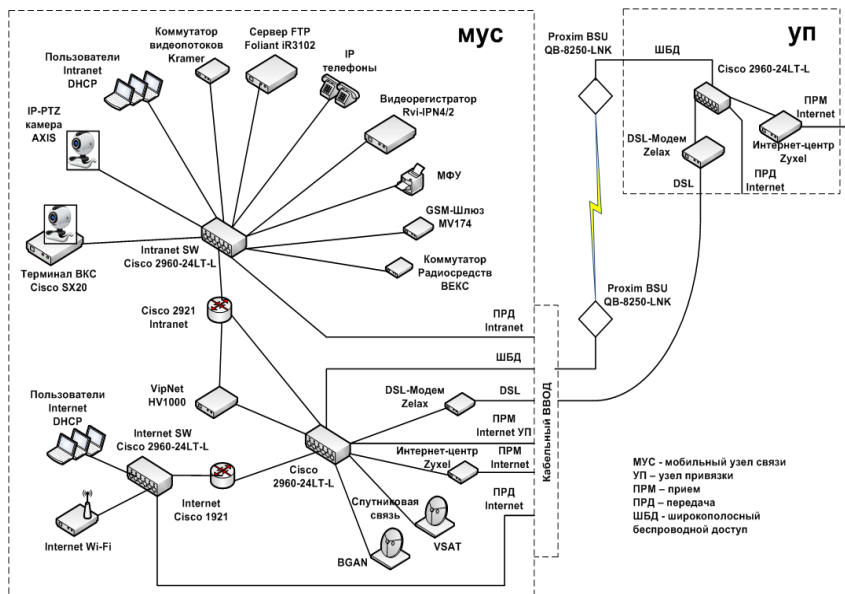 МУС
УП
Коммутатор
видеопотоков
Kramer
Сервер FTP
Foliant iR3102
IP
телефоны
Пользователи
Intranet
DHCP
Видеорегистратор
Rvi-IPN4/2
IP-PTZ
камера
AXIS
МФУ
GSM-Шлюз
MV174
Терминал ВКС
Cisco SX20
Intranet SW
Cisco 2960-24LT-L
Коммутатор
Радиосредств
ВЕКС
Cisco 2921
Intranet
ПРД
Intranet
ШБД
VipNet
HV1000
DSL-Модем
Zelax
DSL
Пользователи
Internet
DHCP
Internet SW
Cisco 2960-24LT-L
ПРМ
Internet УП
Cisco
2960-24LT-L
Интернет-центр
Zyxel
ПРМ
Internet
Internet
Cisco 1921
Спутниковая
связь
ПРД
Internet
Internet Wi-Fi
BGAN
VSAT
Кабельный ВВОД
Proxim BSU
QB-8250-LNK
ШБД
Cisco 2960-24LT-L
ПРМ
Internet
DSL-Модем
Zelax
Интернет-центр
Zyxel
ПРД
Internet
DSL
Proxim BSU
QB-8250-LNK
МУС - мобильный узел связи
УП – узел привязки
ПРМ – прием
ПРД – передача
ШБД - широкополосный
беспроводной доступ